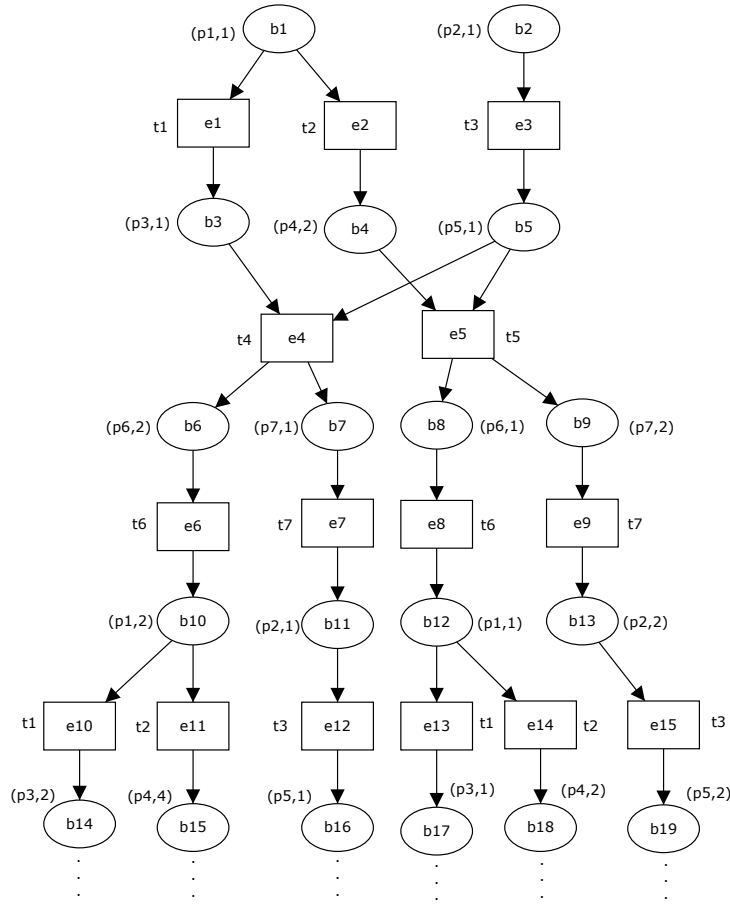 (p1,1) b1 (p2,1) b2
t1 e1 t2 e2 t3 e3
(p3,1) b3 (p4,2) b4 (p5,1) b5
t4 e4 e5 t5
(p6,2) b6 (p7,1) b7 b8 (p6,1) b9 (p7,2)
t6 e6 e7 t7 e8 t6 e9 t7
(p1,2) b10 (p2,1) b11 b12 (p1,1) b13 (p2,2)
t1 e10 t2 e11 t3 e12 e13 t1 e14 t2 e15 t3
(p3,2) b14 (p4,4) b15 (p5,1) b16 b17 (p3,1) b18 (p4,2) b19 (p5,2)